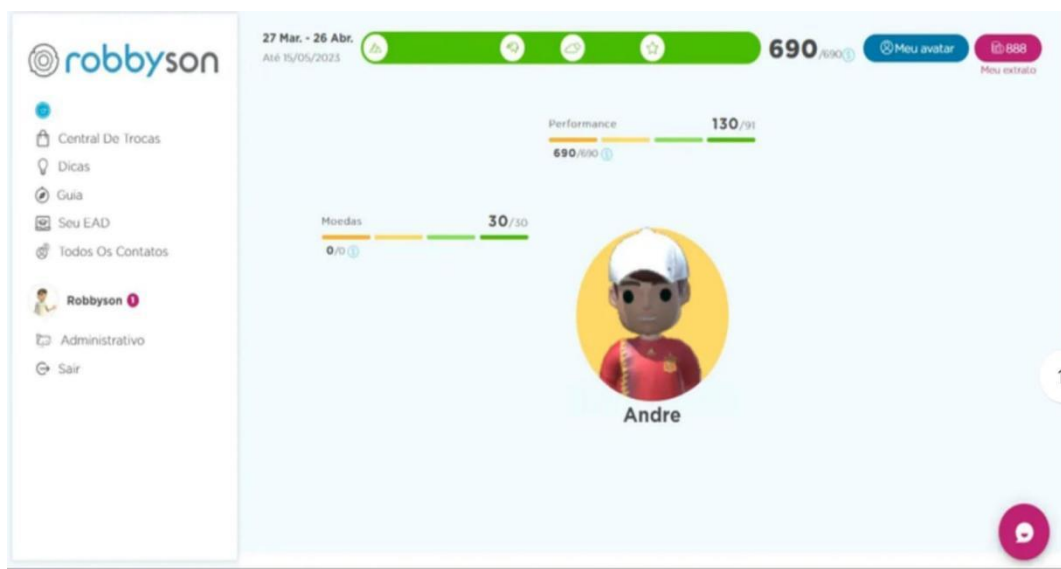 robbyson
Central De Trocas
Dicas
Guia
Seu EAD
Todos Os Contatos
Robbyson 1
Administrativo
Sair
27 Mar. - 26 Abr.
Até 15/05/2023
690/690
Meu avatar
888
Meu extrato
Performance 130/91
690/690
Moedas 30/30
0/0
Andre